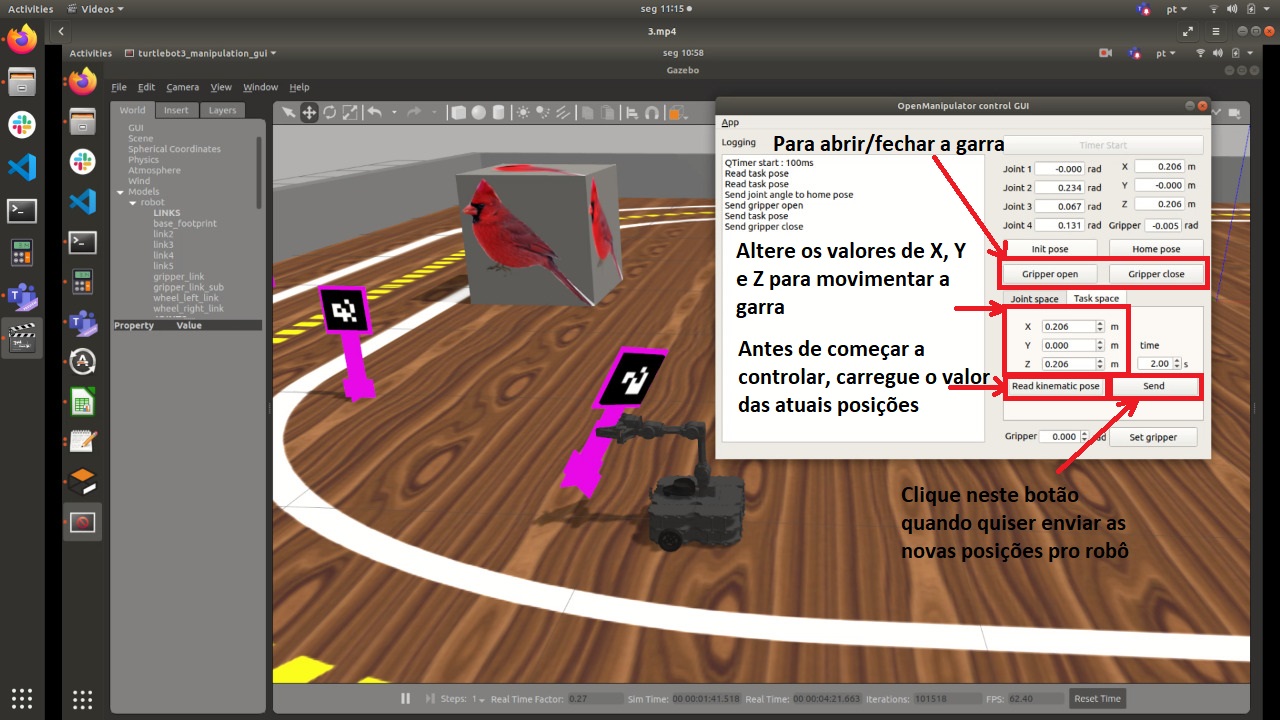 Activities
Videos
seg 11:15
pt
3.mp4
Activities
turtlebot3_manipulation_gui
seg 10:58
pt
Gazebo
File Edit Camera View Window Help
World Insert Layers
GUI
Scene
Spherical Coordinates
Physics
Atmosphere
Wind
Models
robot
LINKS
base_footprint
link2
link3
link4
link5
gripper_link
gripper_link_sub
wheel_left_link
wheel_right_link
Property Value
OpenManipulator control GUI
App
Logging
Para abrir/fechar a garra
Timer Start
QTimer start : 100ms
Read task pose
Read task pose
Send joint angle to home pose
Send gripper open
Send task pose
Send gripper close
Joint 1 -0.000 rad X 0.206 m
Joint 2 0.234 rad Y -0.000 m
Joint 3 0.067 rad Z 0.206 m
Joint 4 0.131 rad Gripper -0.005 rad
Init pose Home pose
Gripper open Gripper close
Joint space Task space
Altere os valores de X, Y
e Z para movimentar a
garra
X 0.206 m
Y 0.000 m time
Z 0.206 m 2.00 s
Antes de começar a
controlar, carregue o valor
das atuais posições
Read kinematic pose Send
Gripper 0.000 Set gripper
Clique neste botão
quando quiser enviar as
novas posições pro robô
Steps: 1 Real Time Factor: 0.27 Sim Time: 00 00:01:41.518 Real Time: 00 00:04:21.663 Iterations: 101518 FPS: 62.40 Reset Time